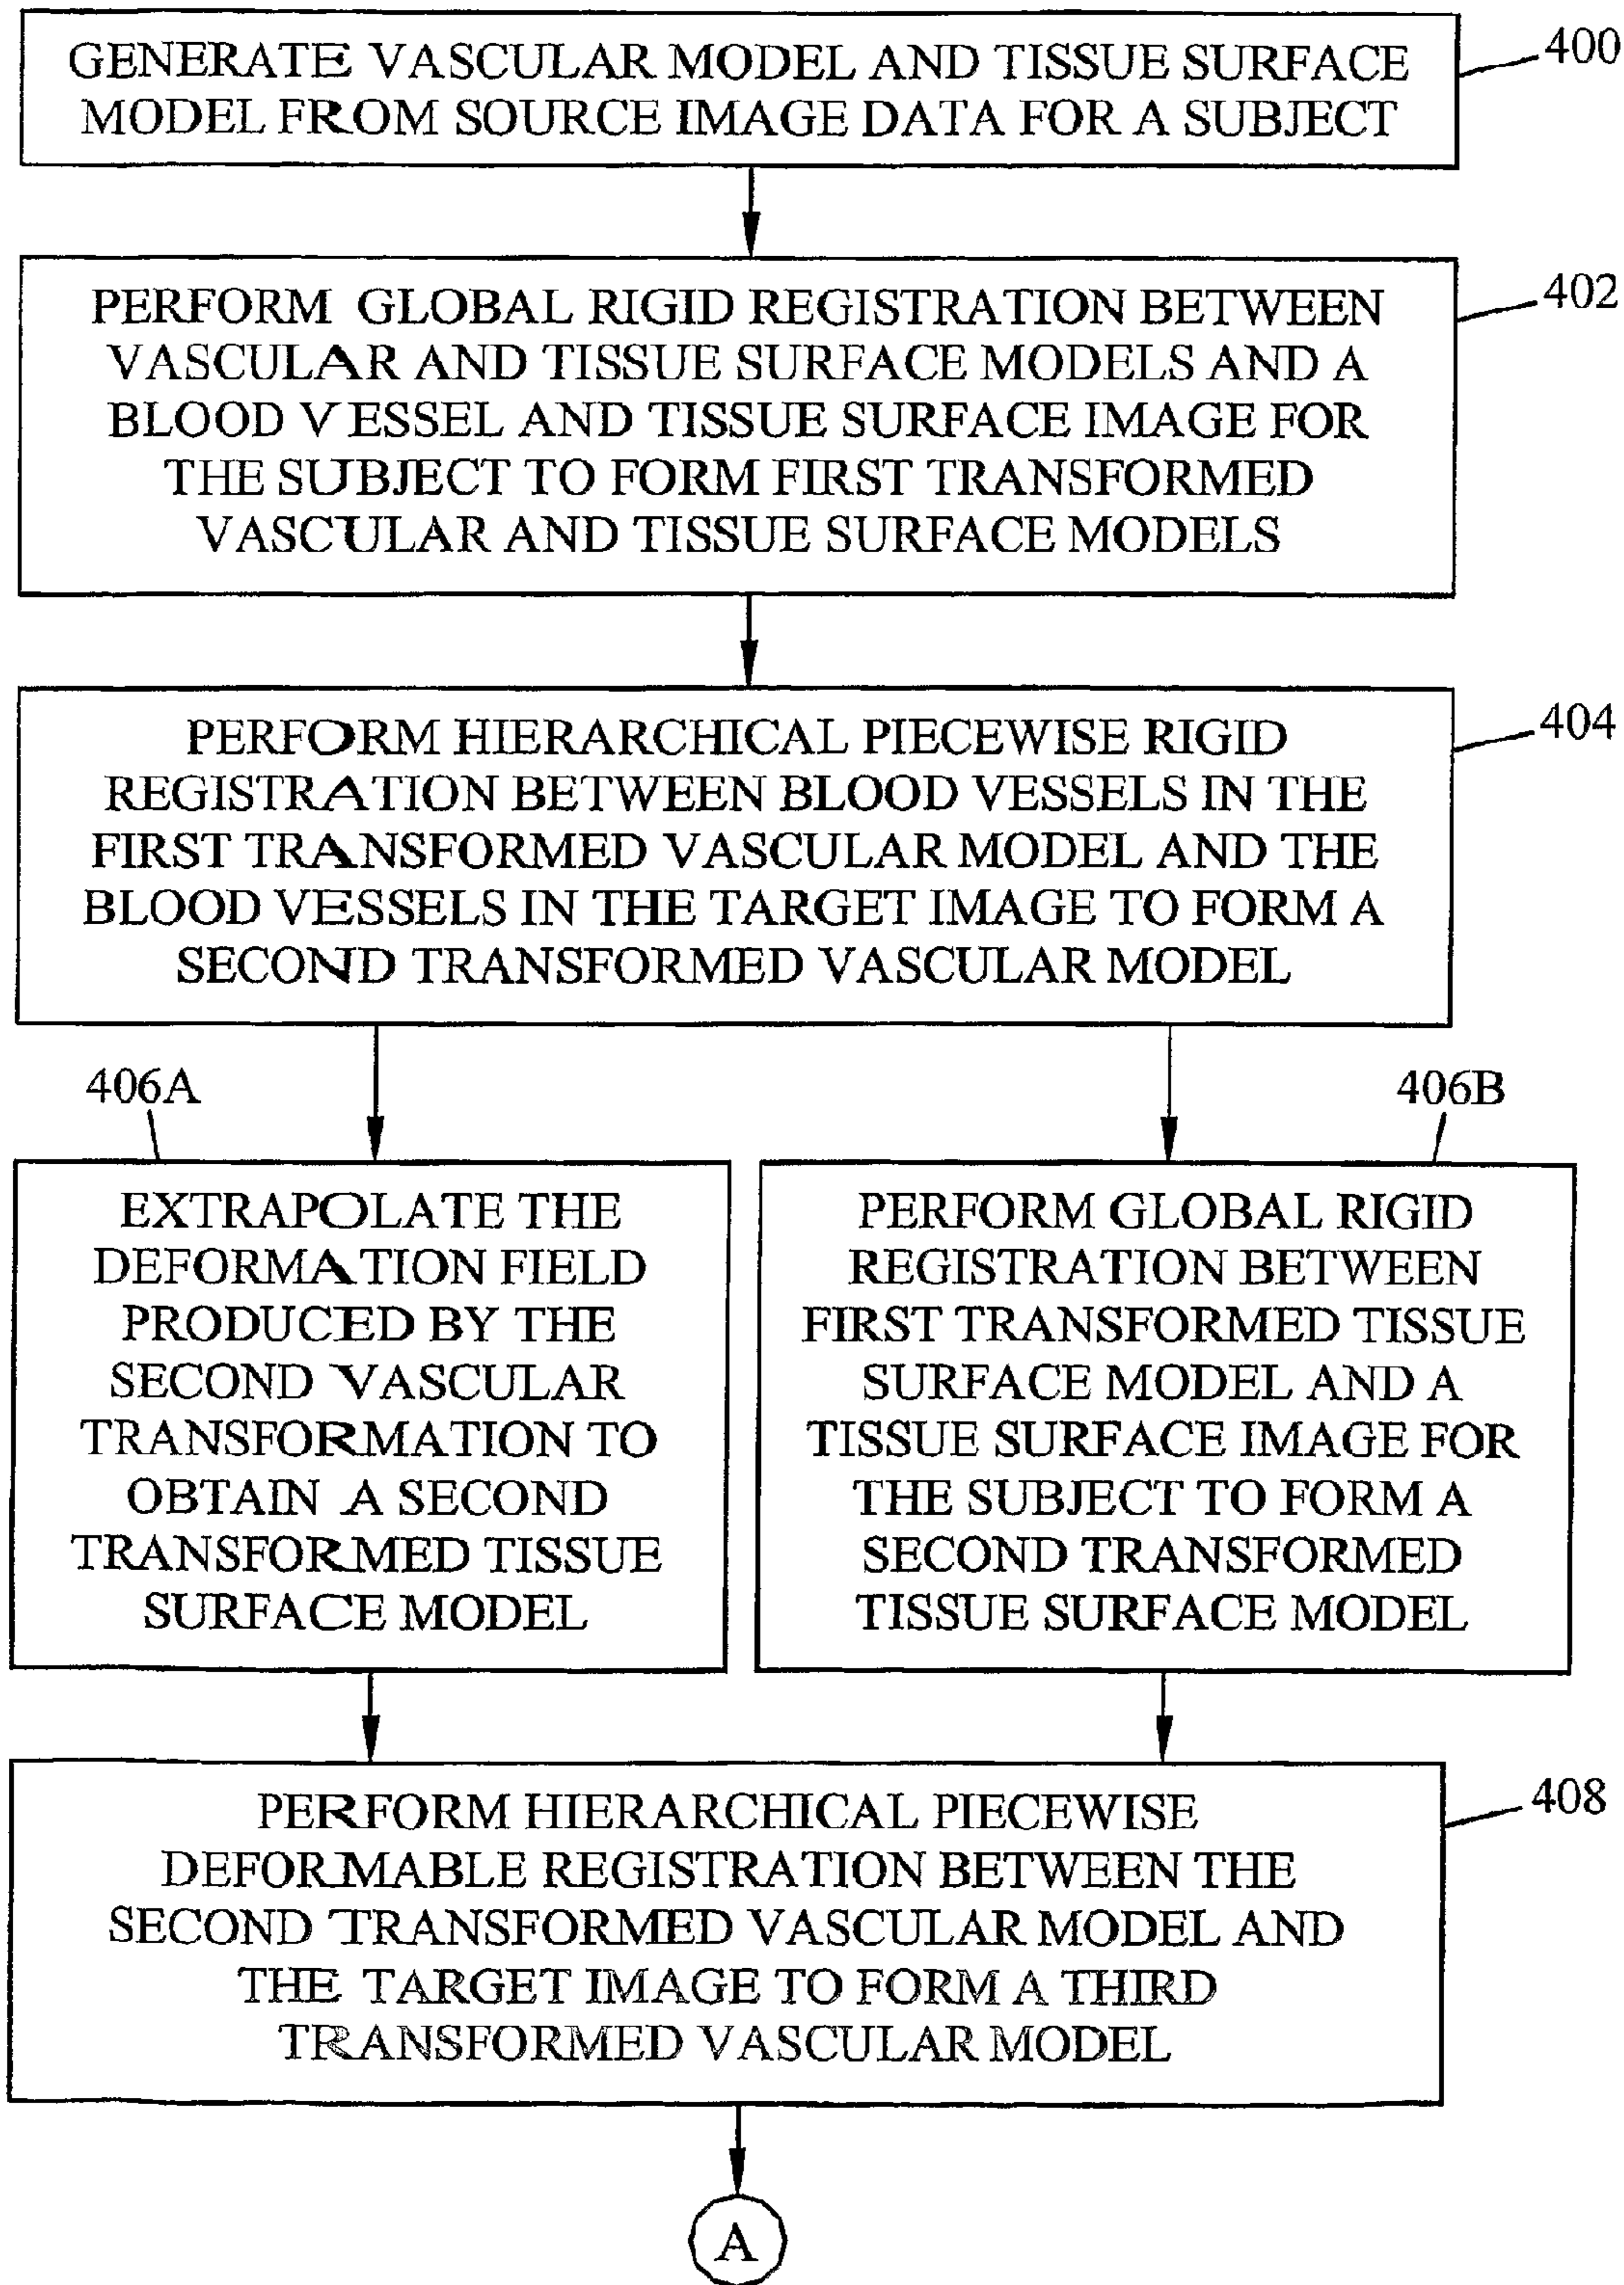 GENERATE VASCULAR MODEL AND TISSUE SURFACE
MODEL FROM SOURCE IMAGE DATA FOR A SUBJECT
400
PERFORM GLOBAL RIGID REGISTRATION BETWEEN
VASCULAR AND TISSUE SURFACE MODELS AND A
BLOOD VESSEL AND TISSUE SURFACE IMAGE FOR
THE SUBJECT TO FORM FIRST TRANSFORMED
VASCULAR AND TISSUE SURFACE MODELS
402
PERFORM HIERARCHICAL PIECEWISE RIGID
REGISTRATION BETWEEN BLOOD VESSELS IN THE
FIRST TRANSFORMED VASCULAR MODEL AND THE
BLOOD VESSELS IN THE TARGET IMAGE TO FORM A
SECOND TRANSFORMED VASCULAR MODEL
404
406A
EXTRAPOLATE THE
DEFORMATION FIELD
PRODUCED BY THE
SECOND VASCULAR
TRANSFORMATION TO
OBTAIN A SECOND
TRANSFORMED TISSUE
SURFACE MODEL
406B
PERFORM GLOBAL RIGID
REGISTRATION BETWEEN
FIRST TRANSFORMED TISSUE
SURFACE MODEL AND A
TISSUE SURFACE IMAGE FOR
THE SUBJECT TO FORM A
SECOND TRANSFORMED
TISSUE SURFACE MODEL
PERFORM HIERARCHICAL PIECEWISE
DEFORMABLE REGISTRATION BETWEEN THE
SECOND TRANSFORMED VASCULAR MODEL AND
THE TARGET IMAGE TO FORM A THIRD
TRANSFORMED VASCULAR MODEL
408
A